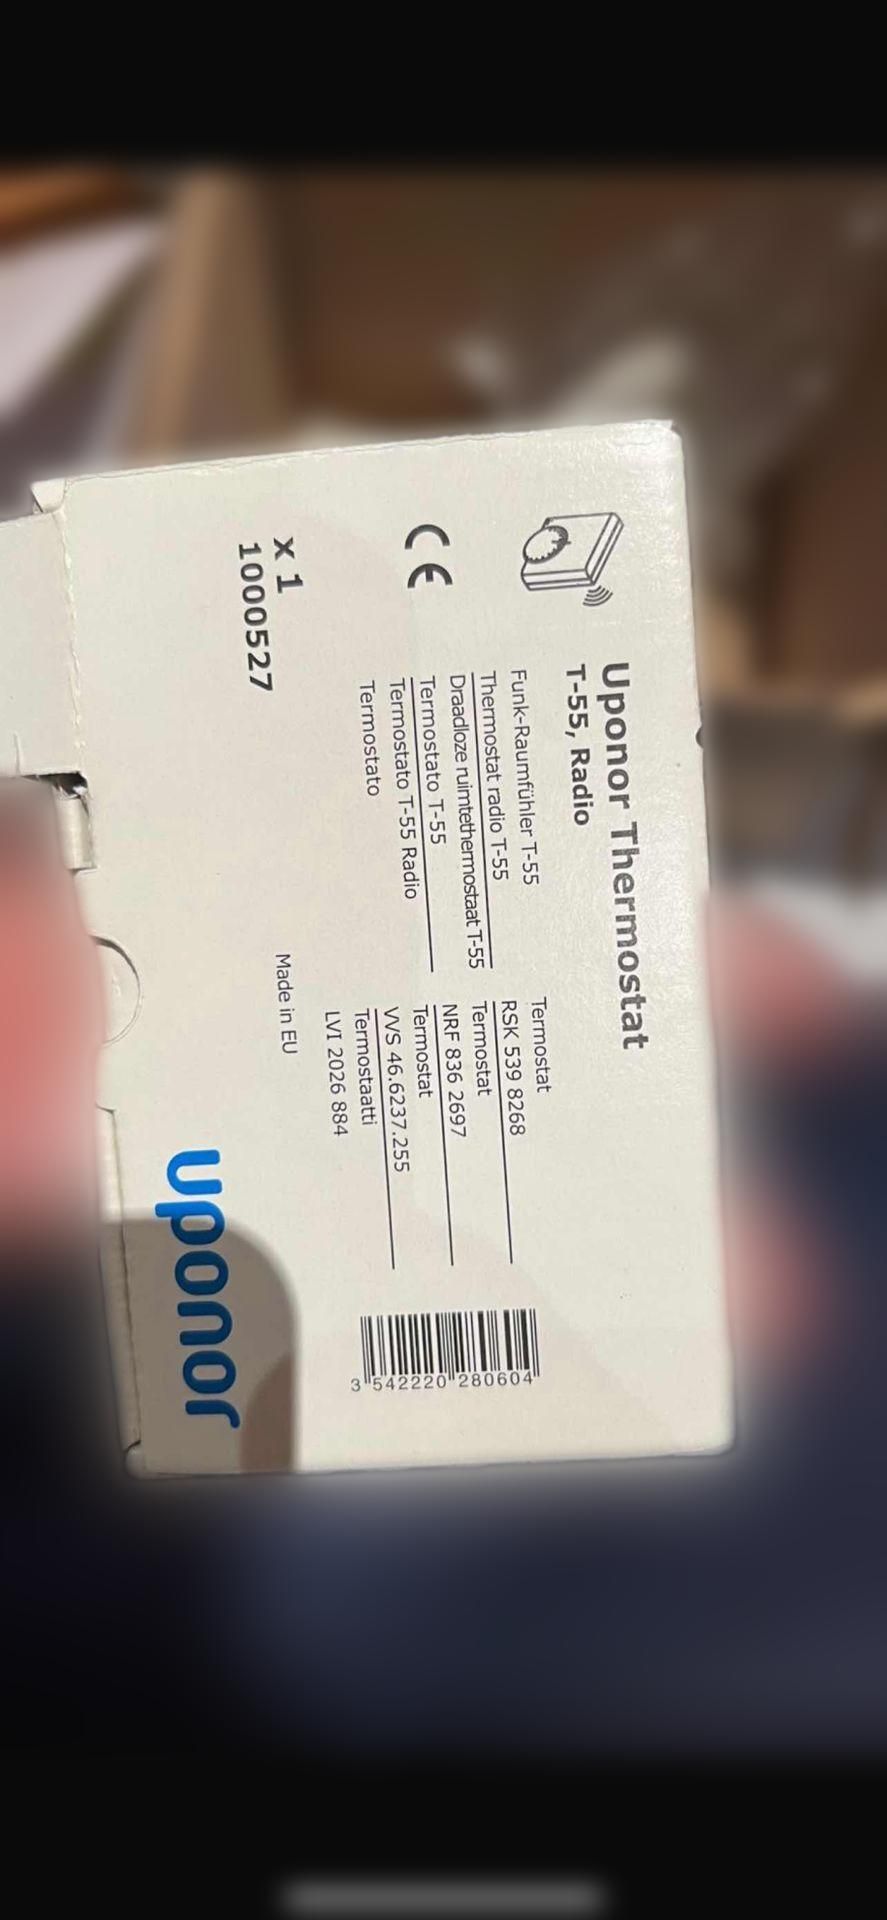 Uponor Thermostat
T-55, Radio
Funk-Raumfühler T-55
Thermostat radio T-55
Draadloze ruimtethermostaat T-55
Termostato T-55
Termostato T-55 Radio
Termostato
Termostat
RSK 539 8268
Termostat
NRF 836 2697
Termostat
VVS 46.6237.255
Termostaatti
LVI 2026 884
CE
x 1
1000527
Made in EU
3 542220 280604
uponor